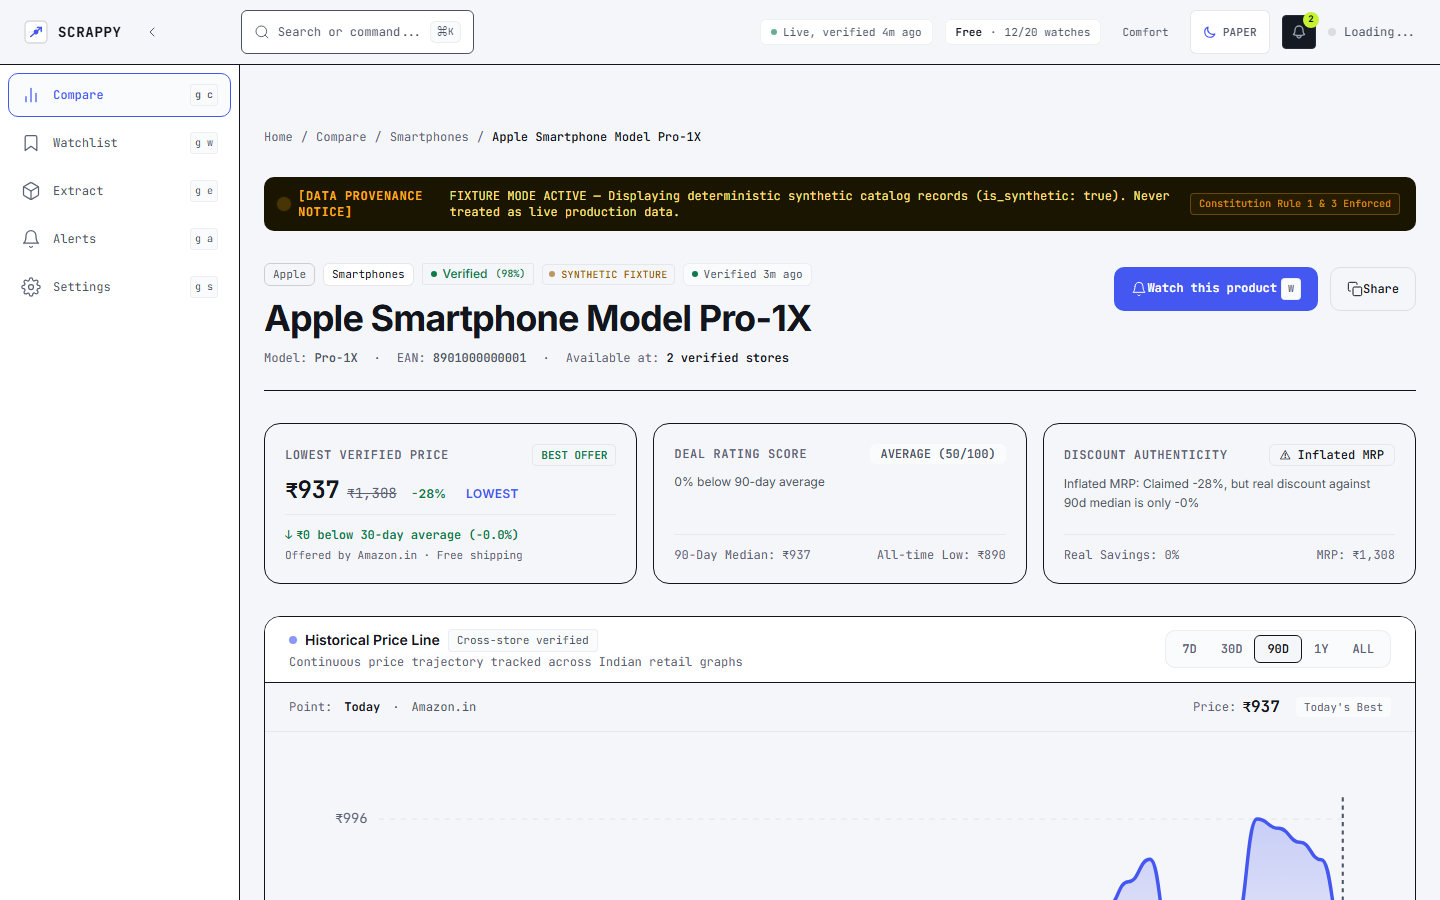 SCRAPPY
Search or command... ⌘K
Live, verified 4m ago
Free · 12/20 watches
Comfort
PAPER
2
Loading...
Compare g c
Watchlist g w
Extract g e
Alerts g a
Settings g s
Home / Compare / Smartphones / Apple Smartphone Model Pro-1X
[DATA PROVENANCE
NOTICE]
FIXTURE MODE ACTIVE — Displaying deterministic synthetic catalog records (is_synthetic: true). Never
treated as live production data.
Constitution Rule 1 & 3 Enforced
Apple
Smartphones
Verified (98%)
SYNTHETIC FIXTURE
Verified 3m ago
Watch this product W
Share
Apple Smartphone Model Pro-1X
Model: Pro-1X · EAN: 8901000000001 · Available at: 2 verified stores
LOWEST VERIFIED PRICE
BEST OFFER
₹937 ₹1,308 -28% LOWEST
↓ ₹0 below 30-day average (-0.0%)
Offered by Amazon.in · Free shipping
DEAL RATING SCORE
AVERAGE (50/100)
0% below 90-day average
90-Day Median: ₹937
All-time Low: ₹890
DISCOUNT AUTHENTICITY
⚠ Inflated MRP
Inflated MRP: Claimed -28%, but real discount against
90d median is only -0%
Real Savings: 0%
MRP: ₹1,308
Historical Price Line
Cross-store verified
Continuous price trajectory tracked across Indian retail graphs
7D 30D 90D 1Y ALL
Point: Today · Amazon.in
Price: ₹937 Today's Best
₹996